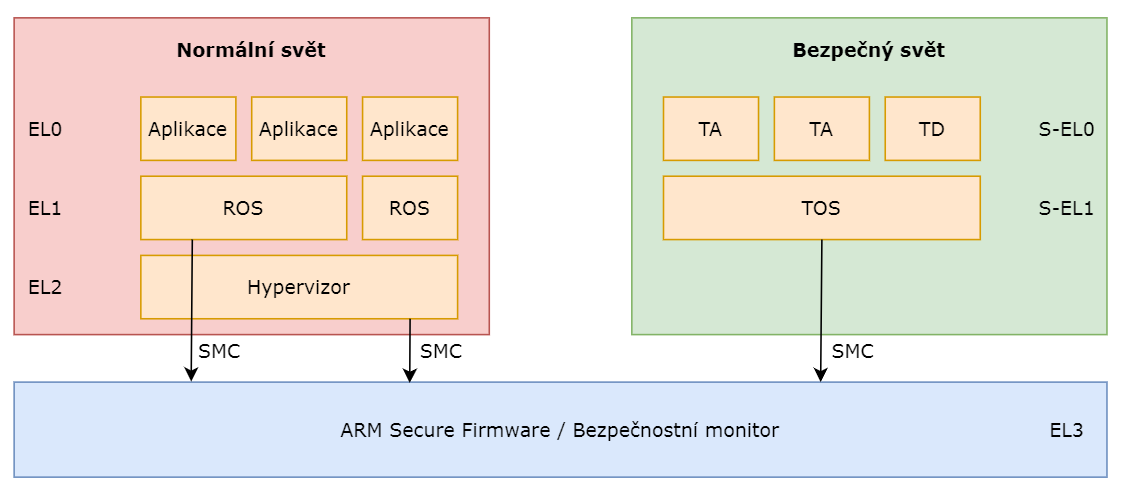 Normální svět
Bezpečný svět
EL0
Aplikace
Aplikace
Aplikace
TA
TA
TD
S-EL0
EL1
ROS
ROS
TOS
S-EL1
EL2
Hypervizor
SMC
SMC
SMC
ARM Secure Firmware / Bezpečnostní monitor
EL3